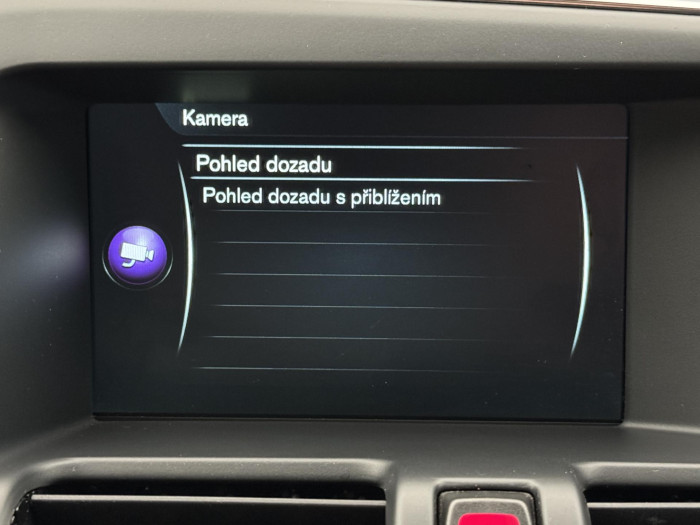 Kamera
Pohled dozadu
Pohled dozadu s přiblížením